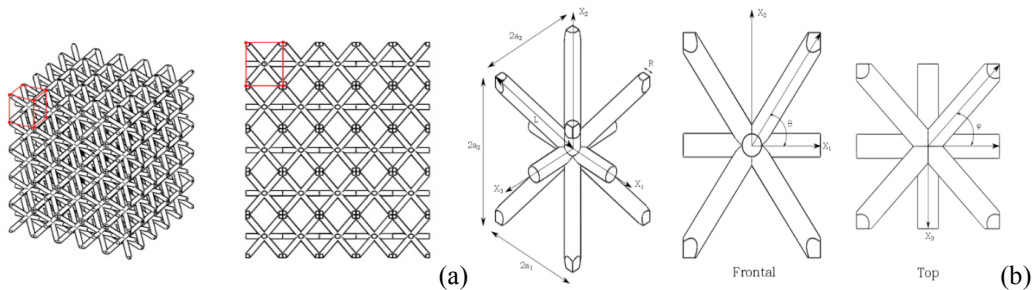 (a)
X₂
2a₃
R
L
2a₂
X₃
X₁
2a₁
X₂
θ
X₁
Frontal
φ
X₃
Top
(b)